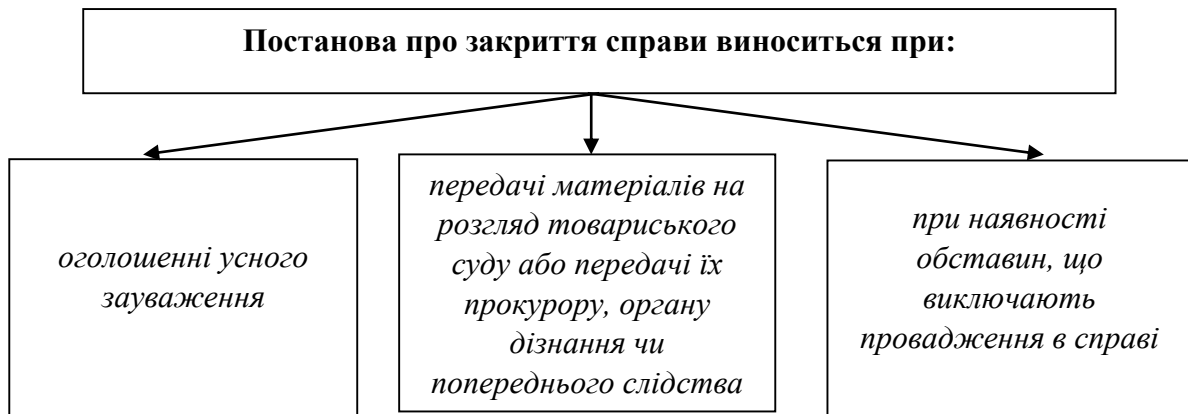 Постанова про закриття справи виноситься при:
оголошенні усного
зауваження
передачі матеріалів на
розгляд товариського
суду або передачі їх
прокурору, органу
дізнання чи
попереднього слідства
при наявності
обставин, що
виключають
провадження в справі